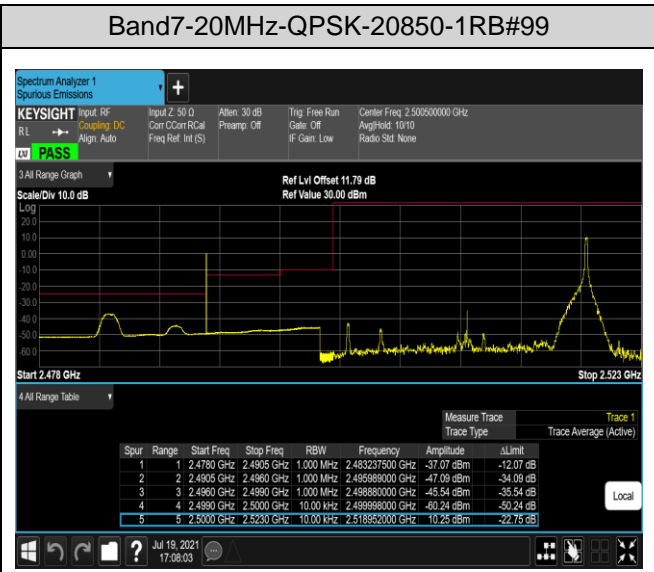 Band7-20MHz-QPSK-20850-1RB#99
Spectrum Analyzer 1
Spurious Emissions
KEYSIGHT Input: RF Input Z: 50 Ω Atten: 30 dB Trig: Free Run Center Freq: 2.500500000 GHz
RL Coupling: DC Corr CCorr RCal Preamp: Off Gate: Off Avg|Hold: 10/10
Align: Auto Freq Ref: Int (S) IF Gain: Low Radio Std: None
LXI PASS
3 All Range Graph
Ref Lvl Offset 11.79 dB
Scale/Div 10.0 dB Ref Value 30.00 dBm
Log
20.0
10.0
0.00
-10.0
-20.0
-30.0
-40.0
-50.0
-60.0
Start 2.478 GHz Stop 2.523 GHz
4 All Range Table
Measure Trace Trace 1
Trace Type Trace Average (Active)
Spur Range Start Freq Stop Freq RBW Frequency Amplitude ΔLimit
1 1 2.4780 GHz 2.4905 GHz 1.000 MHz 2.483237500 GHz -37.07 dBm -12.07 dB
2 2 2.4905 GHz 2.4960 GHz 1.000 MHz 2.495989000 GHz -47.09 dBm -34.09 dB
3 3 2.4960 GHz 2.4990 GHz 1.000 MHz 2.498880000 GHz -45.54 dBm -35.54 dB
4 4 2.4990 GHz 2.5000 GHz 10.00 kHz 2.499998000 GHz -60.24 dBm -50.24 dB
5 5 2.5000 GHz 2.5230 GHz 10.00 kHz 2.518952000 GHz 10.25 dBm -22.75 dB
Local
Jul 19, 2021
17:08:03